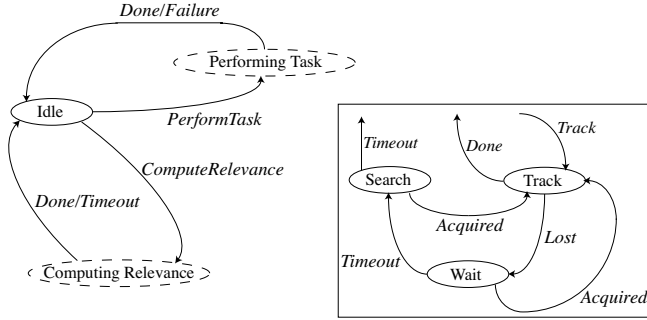 Done/Failure
Performing Task
Idle
PerformTask
ComputeRelevance
Done/Timeout
Computing Relevance
Timeout
Done
Track
Search
Track
Acquired
Lost
Timeout
Wait
Acquired